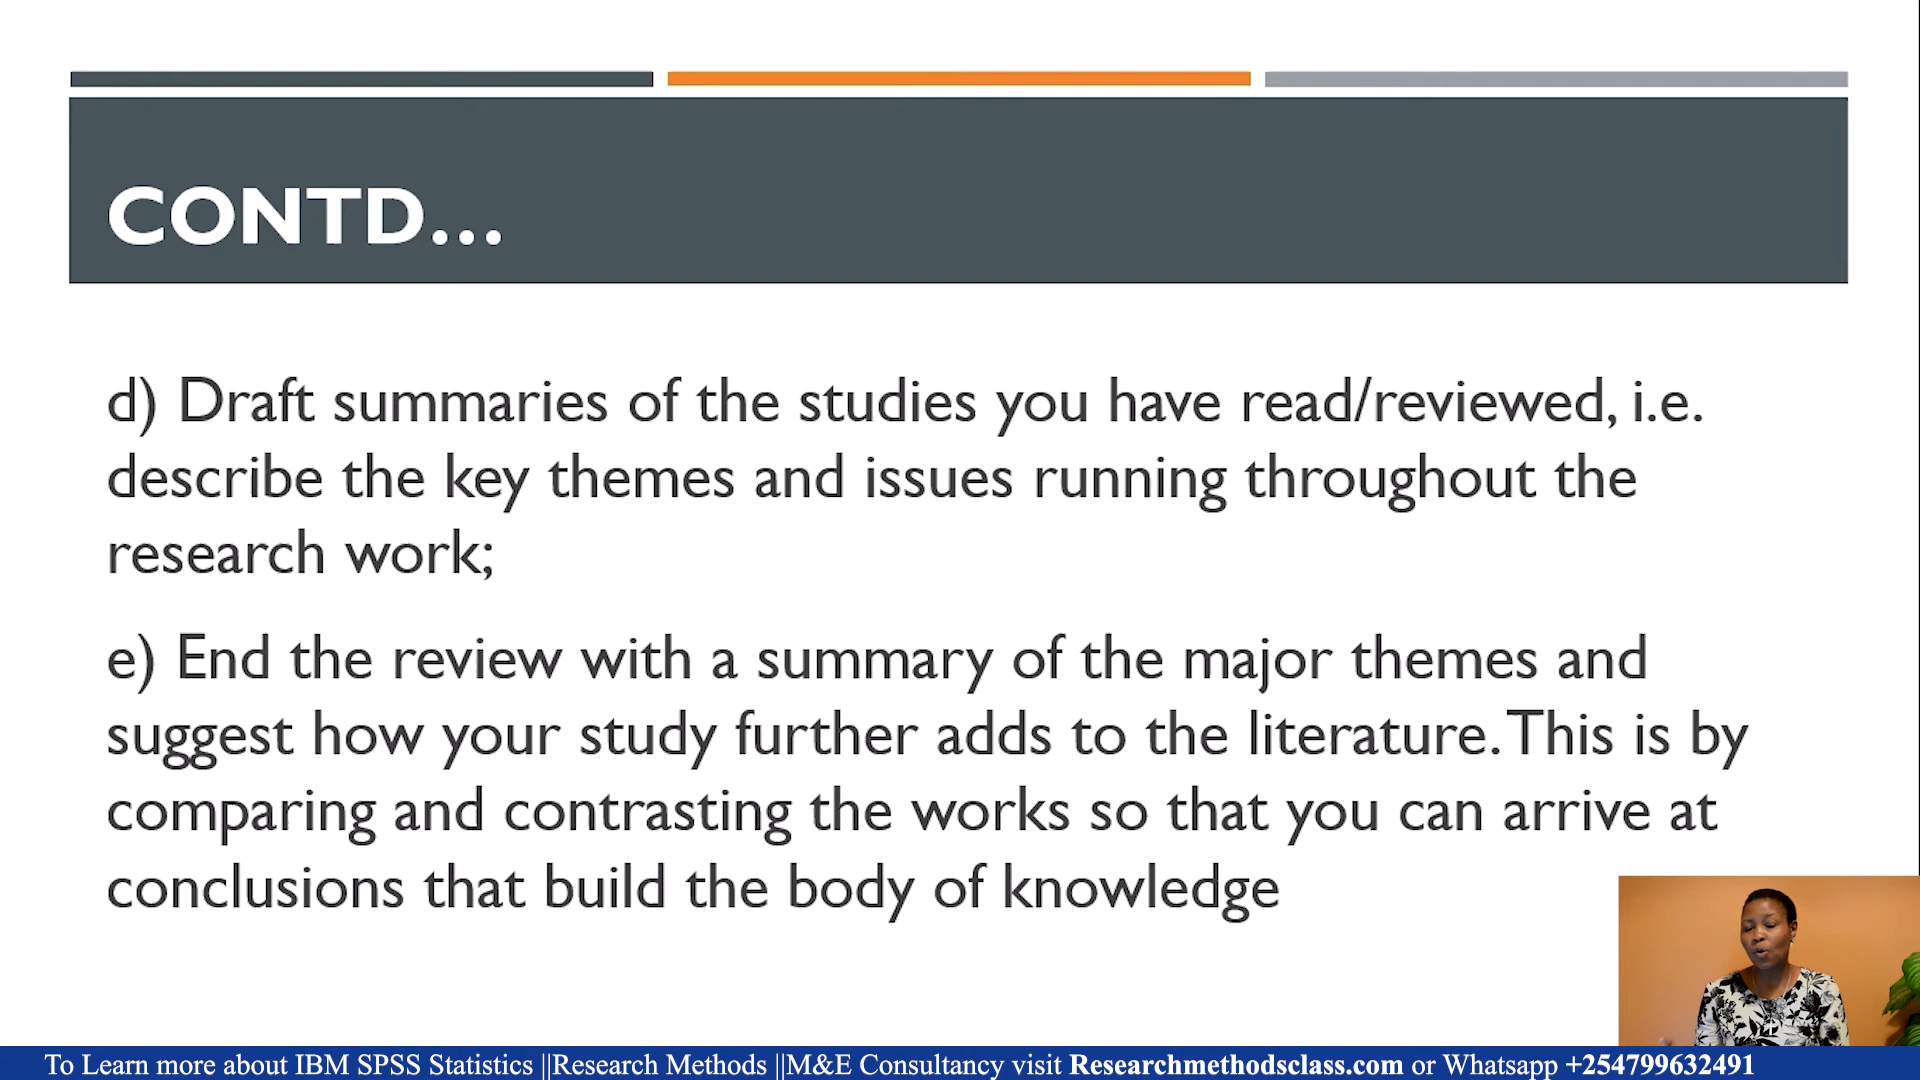 CONTD...
d) Draft summaries of the studies you have read/reviewed, i.e.
describe the key themes and issues running throughout the
research work;
e) End the review with a summary of the major themes and
suggest how your study further adds to the literature. This is by
comparing and contrasting the works so that you can arrive at
conclusions that build the body of knowledge
To Learn more about IBM SPSS Statistics ||Research Methods ||M&E Consultancy visit Researchmethodsclass.com or Whatsapp +254799632491